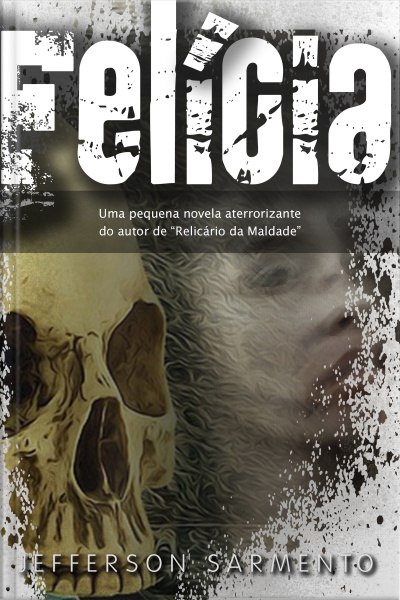 Felícia
Uma pequena novela aterrorizante
do autor de “Relicário da Maldade”
JEFFERSON SARMENTO